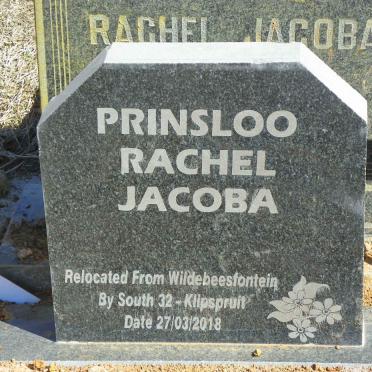 RACHEL JACOBA
PRINSLOO
RACHEL
JACOBA
Relocated From Wildebeesfontein
By South 32 - Klipspruit
Date 27/03/2018